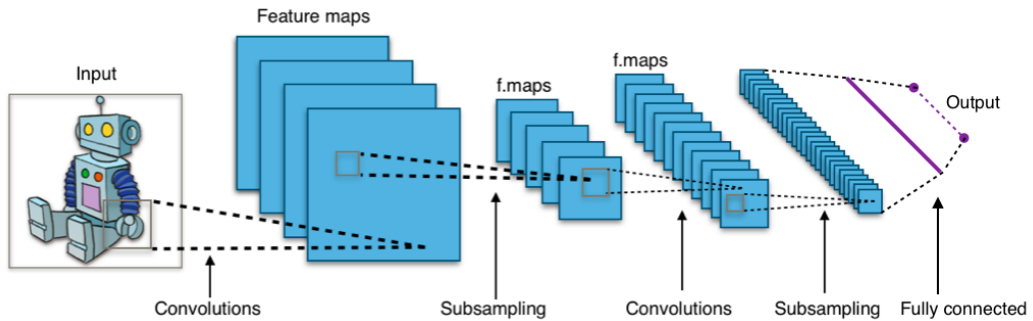 Feature maps
Input
f.maps
f.maps
Output
Convolutions
Subsampling
Convolutions
Subsampling
Fully connected